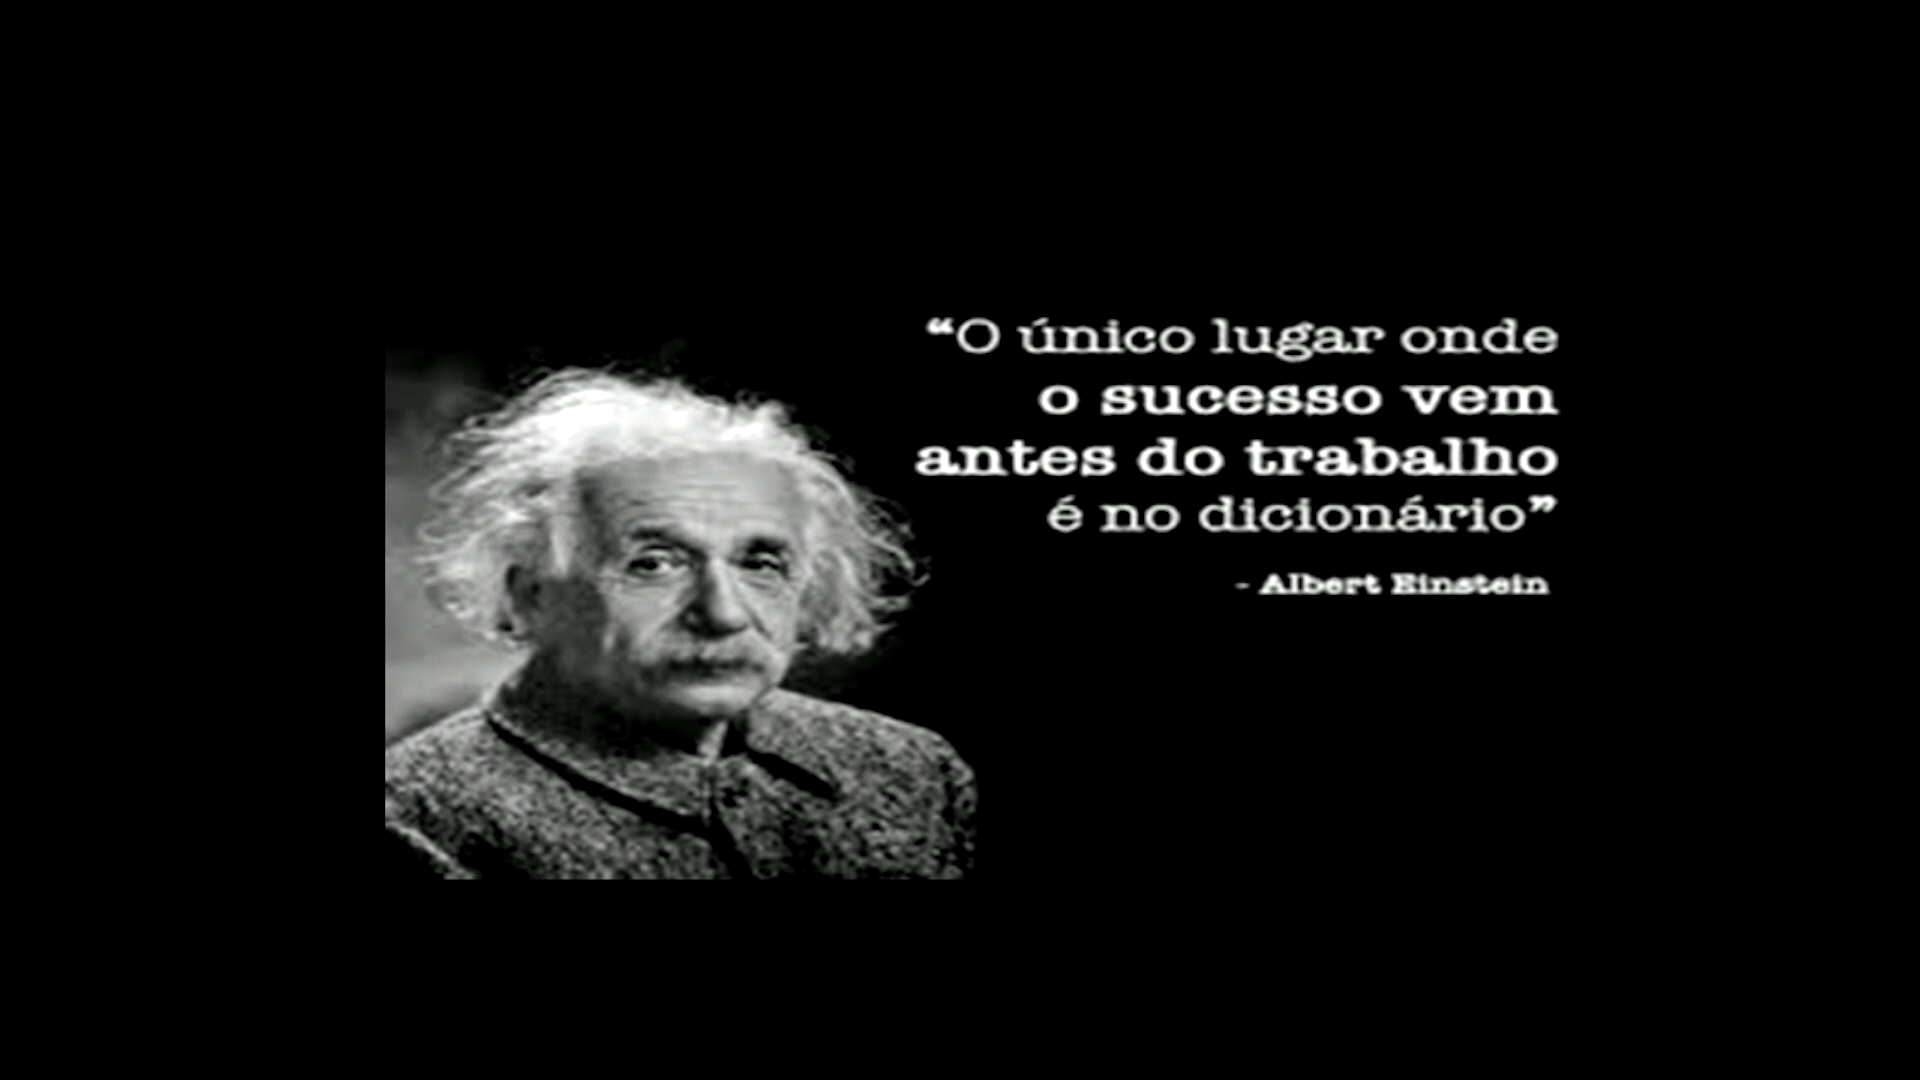 “O único lugar onde
o sucesso vem
antes do trabalho
é no dicionário”
- Albert Einstein